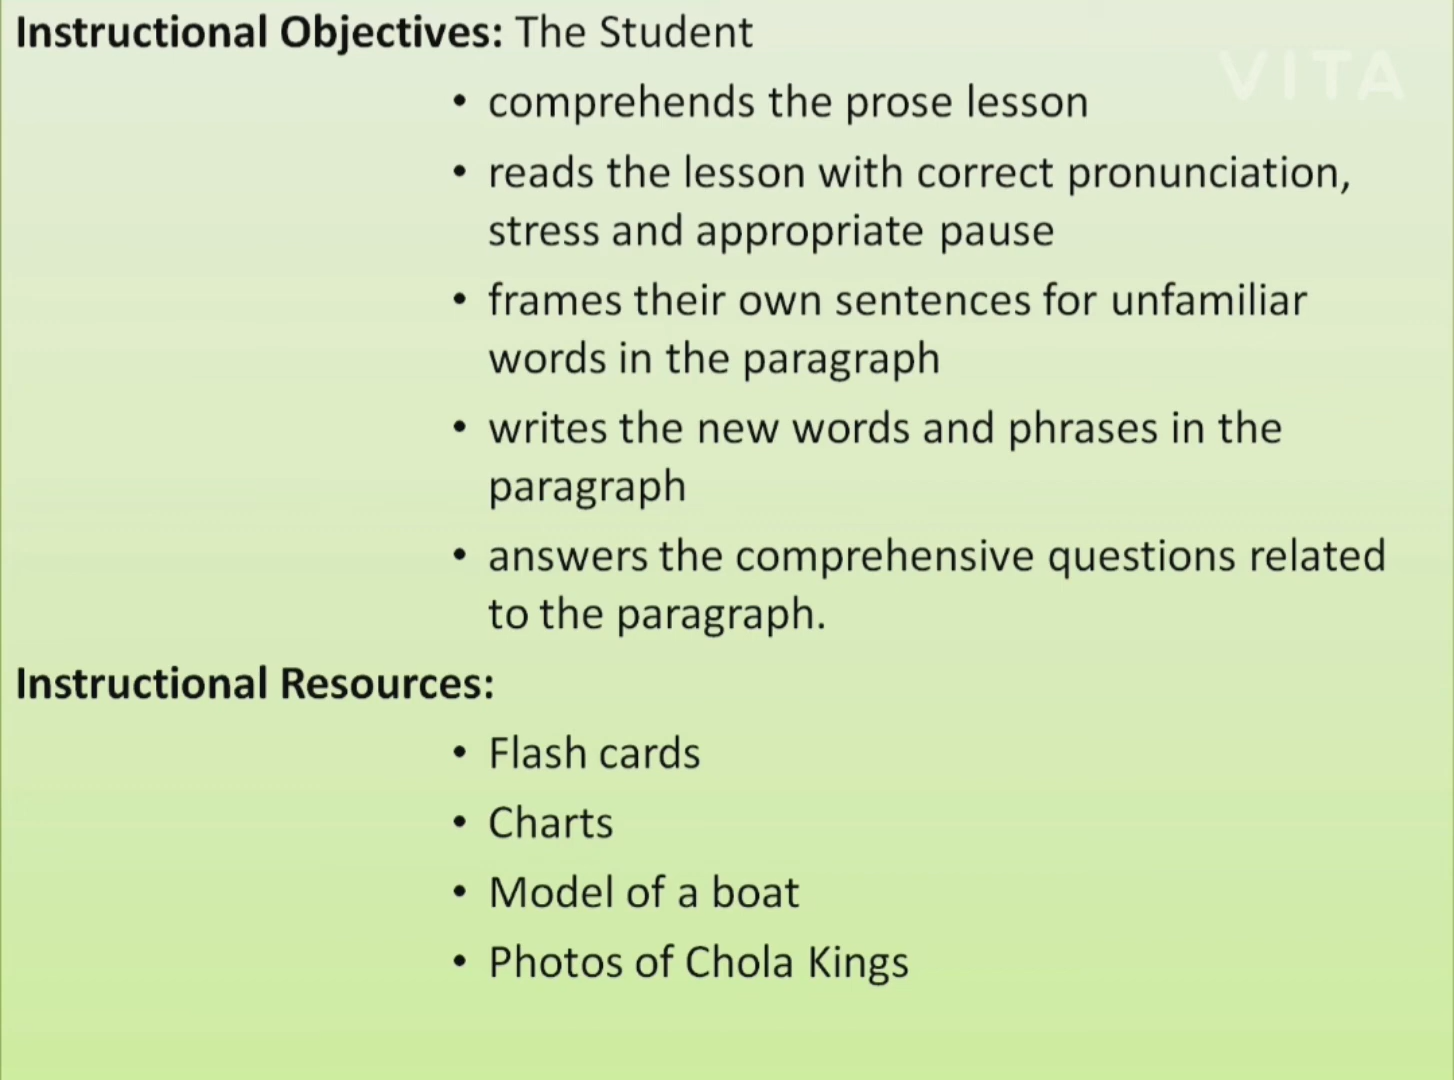 Instructional Objectives: The Student
VITA
• comprehends the prose lesson
• reads the lesson with correct pronunciation,
stress and appropriate pause
• frames their own sentences for unfamiliar
words in the paragraph
• writes the new words and phrases in the
paragraph
• answers the comprehensive questions related
to the paragraph.
Instructional Resources:
• Flash cards
• Charts
• Model of a boat
• Photos of Chola Kings